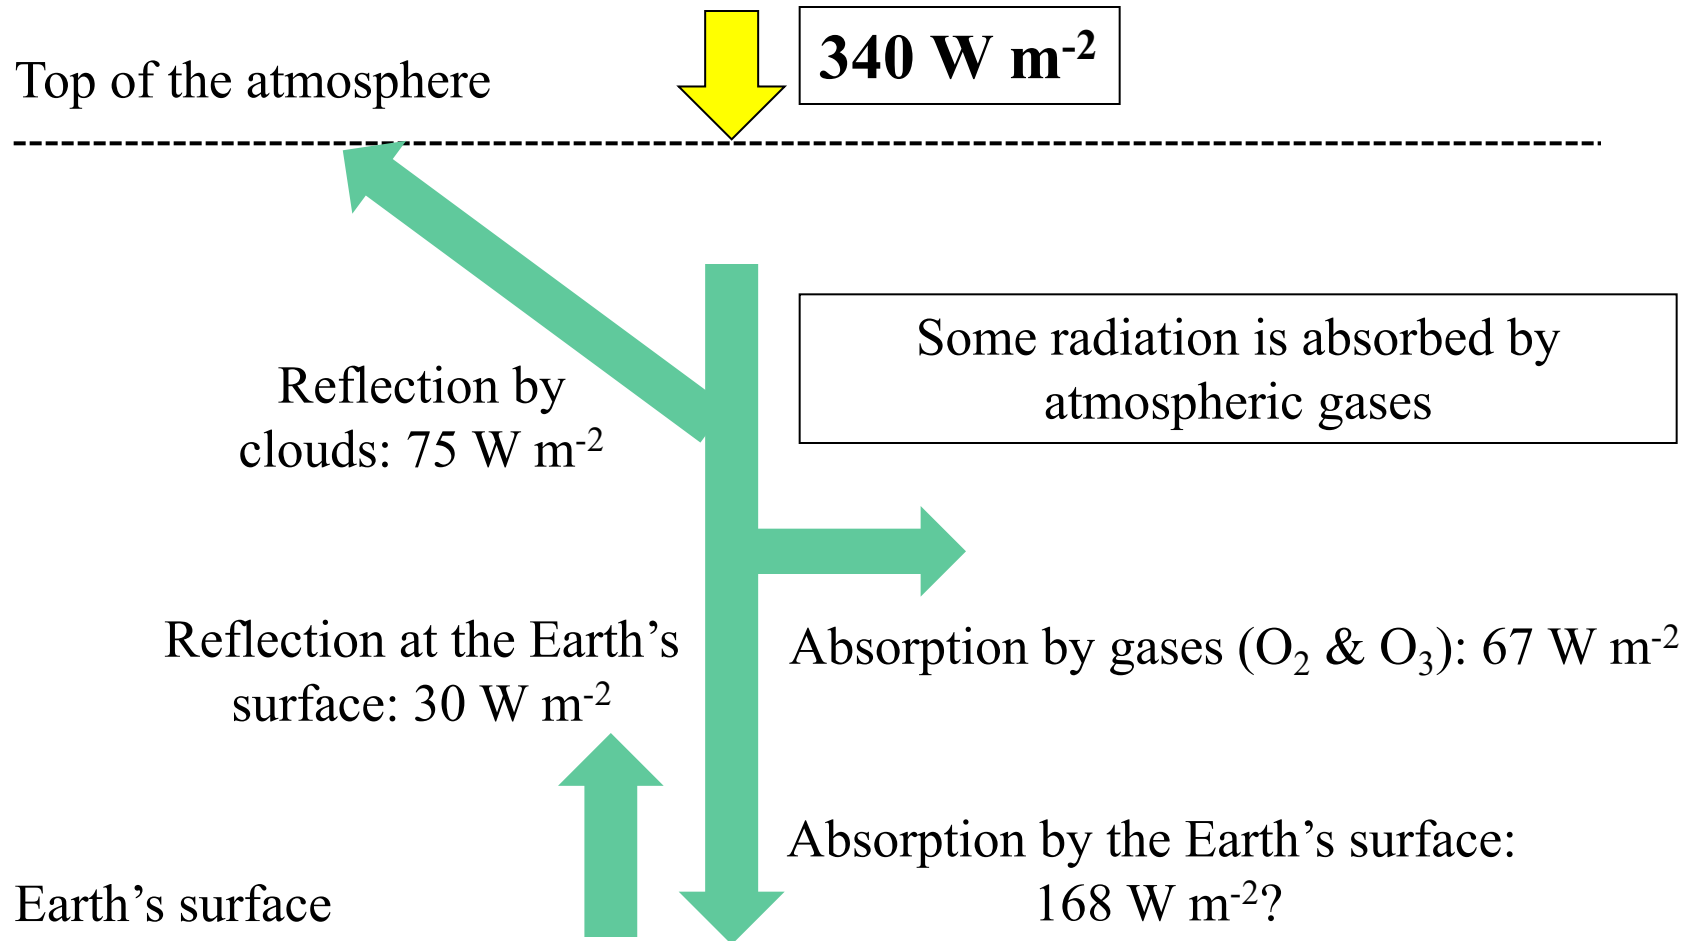 340 W m⁻²
Top of the atmosphere
Some radiation is absorbed by
atmospheric gases
Reflection by
clouds: 75 W m⁻²
Reflection at the Earth’s
surface: 30 W m⁻²
Absorption by gases (O₂ & O₃): 67 W m⁻²
Absorption by the Earth’s surface:
168 W m⁻²?
Earth’s surface